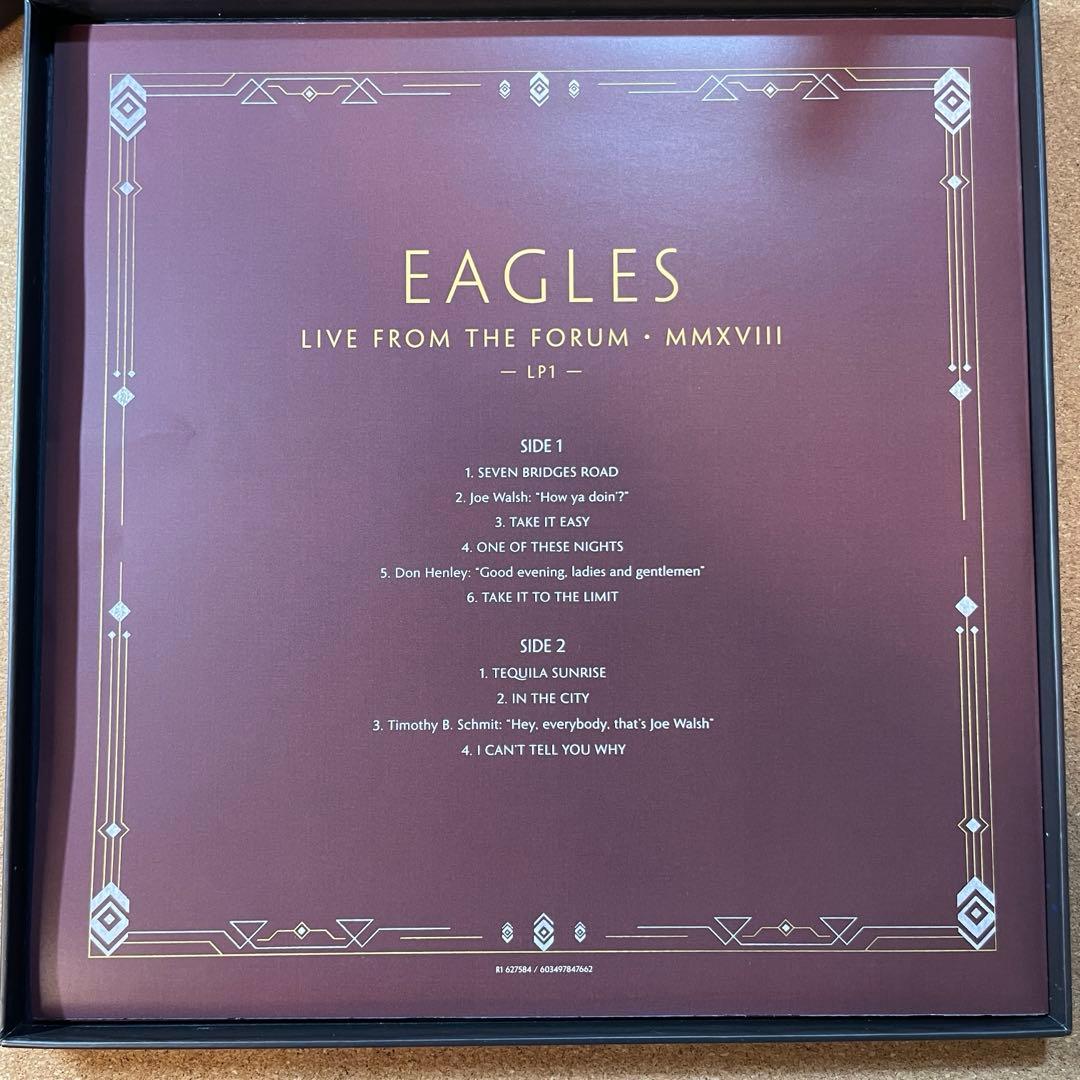 EAGLES
LIVE FROM THE FORUM • MMXVIII
— LP1 —
SIDE 1
1. SEVEN BRIDGES ROAD
2. Joe Walsh: "How ya doin'?"
3. TAKE IT EASY
4. ONE OF THESE NIGHTS
5. Don Henley: "Good evening, ladies and gentlemen"
6. TAKE IT TO THE LIMIT
SIDE 2
1. TEQUILA SUNRISE
2. IN THE CITY
3. Timothy B. Schmit: "Hey, everybody, that's Joe Walsh"
4. I CAN'T TELL YOU WHY
R1 627584 / 603497847662